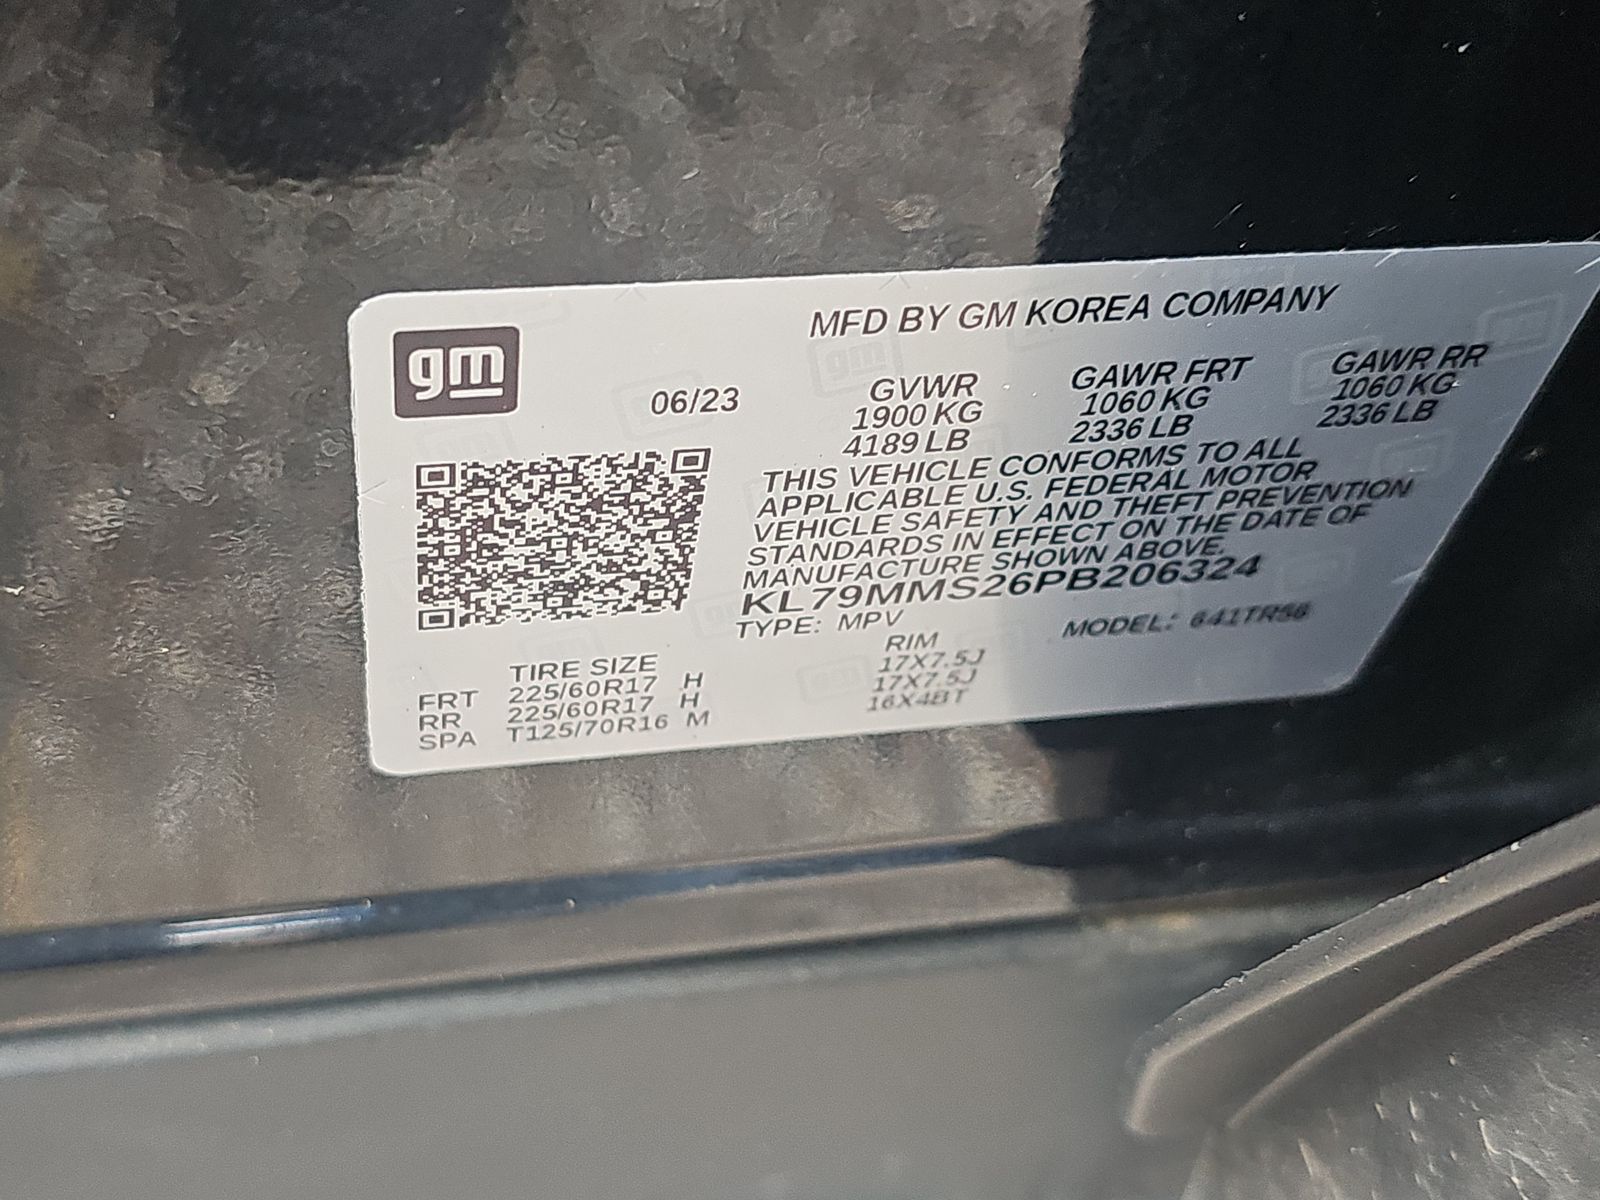 gm
MFD BY GM KOREA COMPANY
06/23
GVWR GAWR FRT GAWR RR
1900 KG 1060 KG 1060 KG
4189 LB 2336 LB 2336 LB
THIS VEHICLE CONFORMS TO ALL
APPLICABLE U.S. FEDERAL MOTOR
VEHICLE SAFETY AND THEFT PREVENTION
STANDARDS IN EFFECT ON THE DATE OF
MANUFACTURE SHOWN ABOVE.
KL79MMS26PB206324
TYPE: MPV MODEL:
TIRE SIZE RIM
FRT 225/60R17 H 17X7.5J
RR 225/60R17 H 17X7.5J
SPA T125/70R16 M 16X4BT